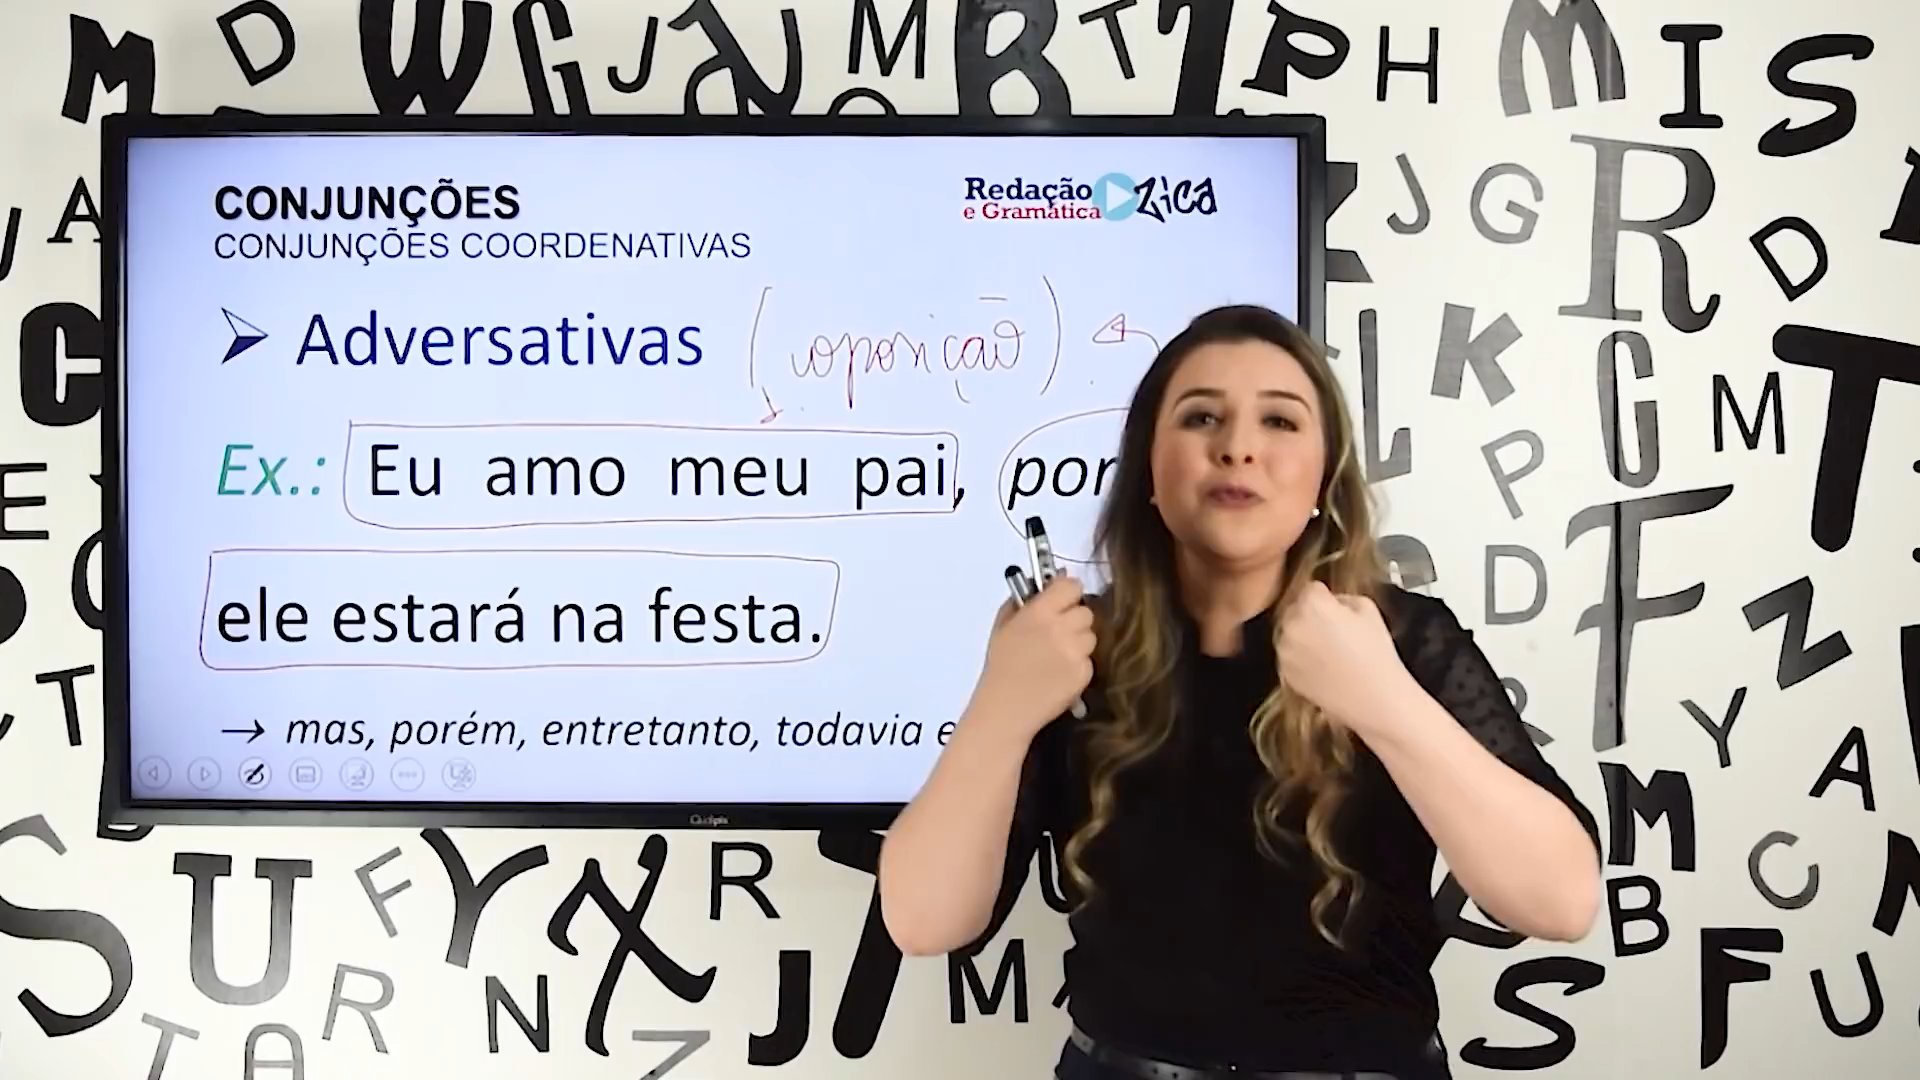 CONJUNÇÕES
CONJUNÇÕES COORDENATIVAS
Redação
e Gramática
Zica
Adversativas (oposição)
Ex.: Eu amo meu pai, por
ele estará na festa.
→ mas, porém, entretanto, todavia e